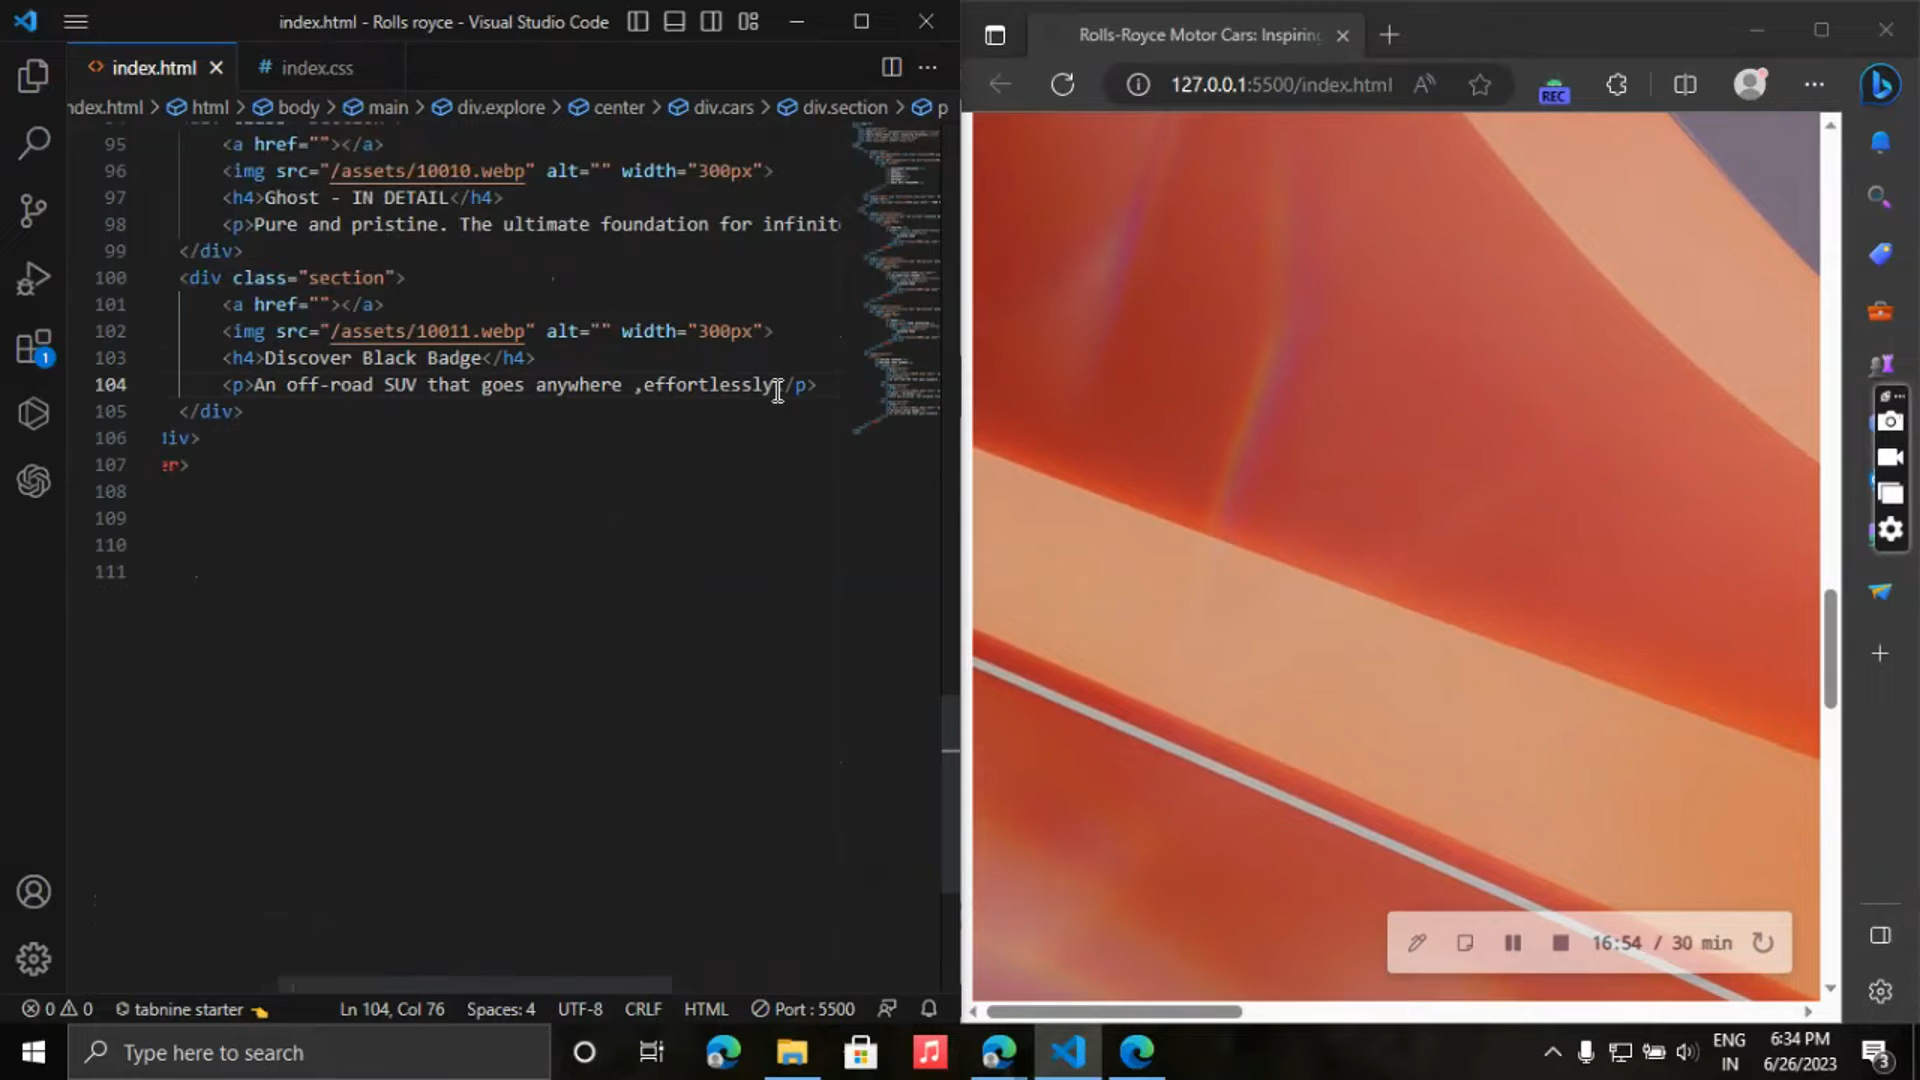 index.html - Rolls royce - Visual Studio Code
index.html
# index.css
ndex.html > html > body > main > div.explore > center > div.cars > div.section > p
95 <a href=""></a>
96 <img src="/assets/10010.webp" alt="" width="300px">
97 <h4>Ghost - IN DETAIL</h4>
98 <p>Pure and pristine. The ultimate foundation for infinit
99 </div>
100 <div class="section">
101 <a href=""></a>
102 <img src="/assets/10011.webp" alt="" width="300px">
103 <h4>Discover Black Badge</h4>
104 <p>An off-road SUV that goes anywhere ,effortlessly</p>
105 </div>
106 div>
107 er>
108
109
110
111
1
0 0 tabnine starter
Ln 104, Col 76
Spaces: 4
UTF-8
CRLF
HTML
Port : 5500
Rolls-Royce Motor Cars: Inspiring
127.0.0.1:5500/index.html
REC
16:54 / 30 min
Type here to search
ENG
IN
6:34 PM
6/26/2023
3